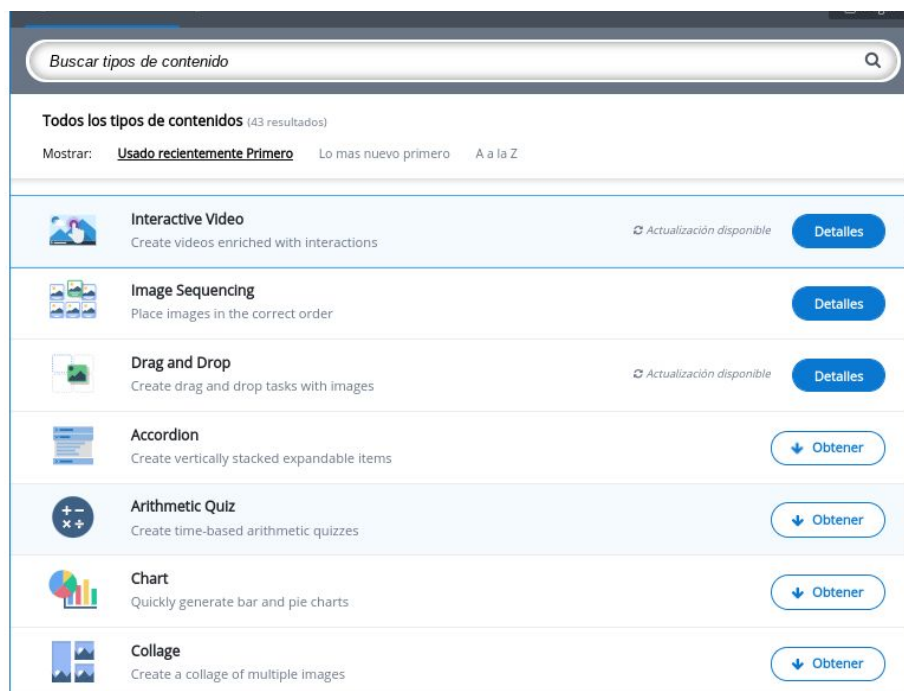 Buscar tipos de contenido
Todos los tipos de contenidos (43 resultados)
Mostrar: Usado recientemente Primero Lo mas nuevo primero A a la Z
Interactive Video
Create videos enriched with interactions
Actualización disponible
Detalles
Image Sequencing
Place images in the correct order
Detalles
Drag and Drop
Create drag and drop tasks with images
Actualización disponible
Detalles
Accordion
Create vertically stacked expandable items
Obtener
Arithmetic Quiz
Create time-based arithmetic quizzes
Obtener
Chart
Quickly generate bar and pie charts
Obtener
Collage
Create a collage of multiple images
Obtener